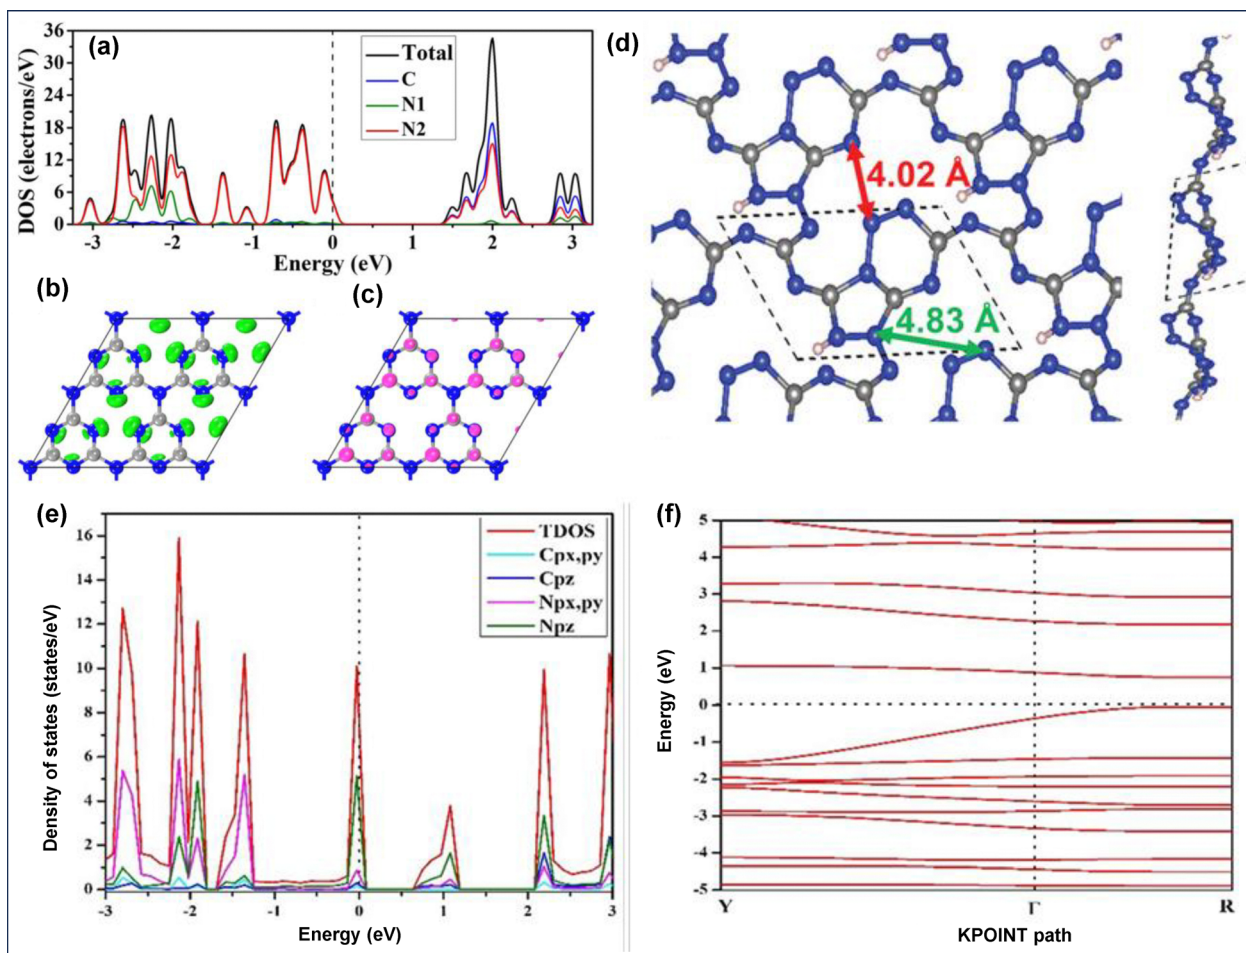 (a)
DOS (electrons/eV)
36
30
24
18
12
6
0
Total
C
N1
N2
-3 -2 -1 0 1 2 3
Energy (eV)
(b)
(c)
(d)
4.02 Å
4.83 Å
(e)
Density of states (states/eV)
16
14
12
10
8
6
4
2
0
TDOS
Cpx,py
Cpz
Npx,py
Npz
-3 -2 -1 0 1 2 3
Energy (eV)
(f)
Energy (eV)
5
4
3
2
1
0
-1
-2
-3
-4
-5
Y Γ R
KPOINT path